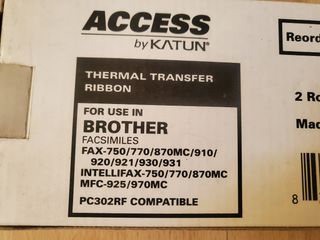 ACCESS
by KATUN®
Reord
THERMAL TRANSFER
RIBBON
2 Ro
Mad
FOR USE IN
BROTHER
FACSIMILES
FAX-750/770/870MC/910/
920/921/930/931
INTELLIFAX-750/770/870MC
MFC-925/970MC
PC302RF COMPATIBLE
8